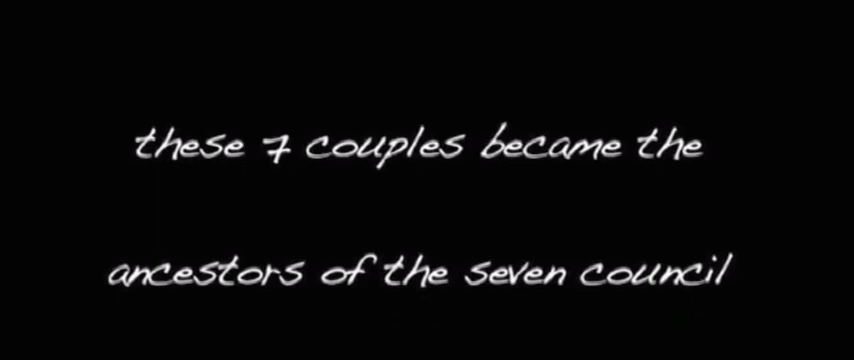 these 7 couples became the
ancestors of the seven council